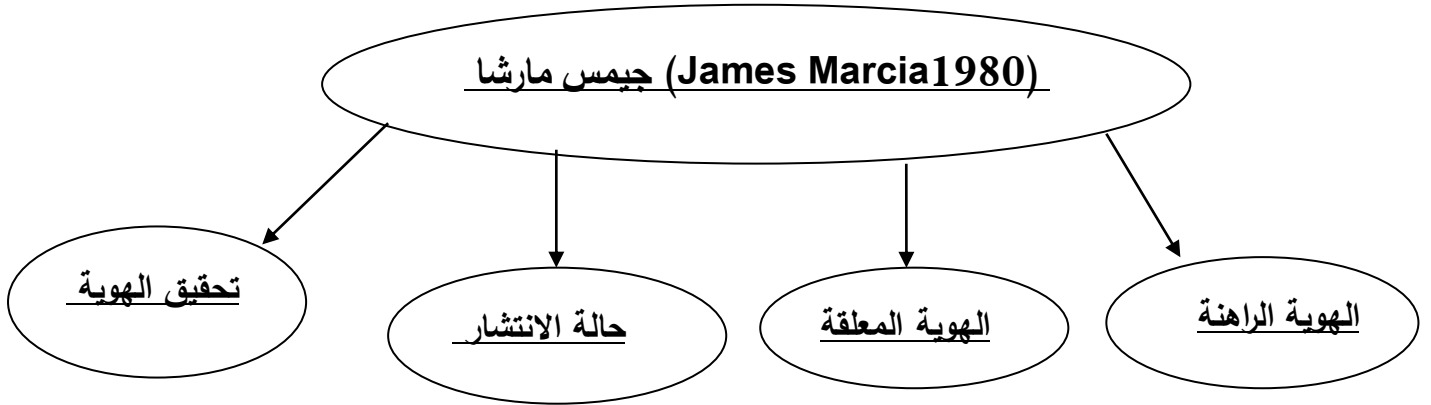 جيمس مارشا (James Marcia1980)
الهوية الراهنة
الهوية المعلقة
حالة الانتشار
تحقيق الهوية